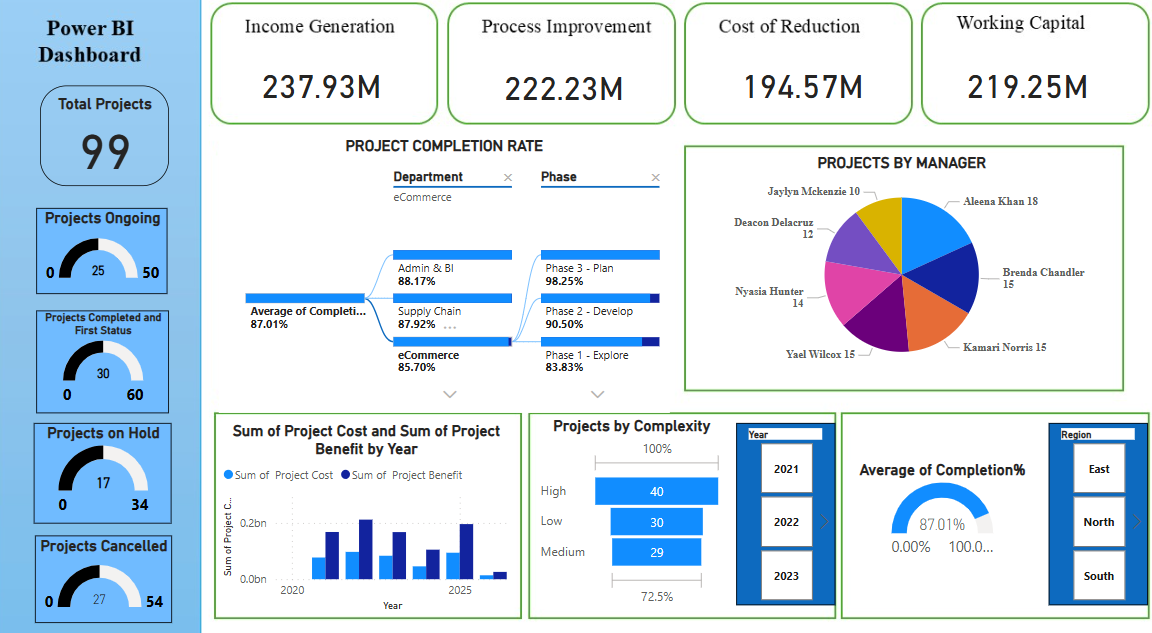 Power BI
Dashboard
Total Projects
99
Projects Ongoing
0
25
50
Projects Completed and
First Status
30
0
60
Projects on Hold
17
0
34
Projects Cancelled
0
27
54
Income Generation
237.93M
Process Improvement
222.23M
Cost of Reduction
194.57M
Working Capital
219.25M
PROJECT COMPLETION RATE
Department
eCommerce
Phase
Average of Completi...
87.01%
Admin & BI
88.17%
Supply Chain
87.92%
eCommerce
85.70%
Phase 3 - Plan
98.25%
Phase 2 - Develop
90.50%
Phase 1 - Explore
83.83%
PROJECTS BY MANAGER
Jaylyn Mckenzie 10
Aleena Khan 18
Deacon Delacruz
12
Brenda Chandler
15
Nyasia Hunter
14
Yael Wilcox 15
Kamari Norris 15
Sum of Project Cost and Sum of Project
Benefit by Year
Sum of Project Cost
Sum of Project Benefit
Sum of Project C...
0.2bn
0.0bn
2020
2025
Year
Projects by Complexity
100%
High
40
Low
30
Medium
29
72.5%
Year
2021
2022
2023
Average of Completion%
87.01%
0.00%
100.0...
Region
East
North
South